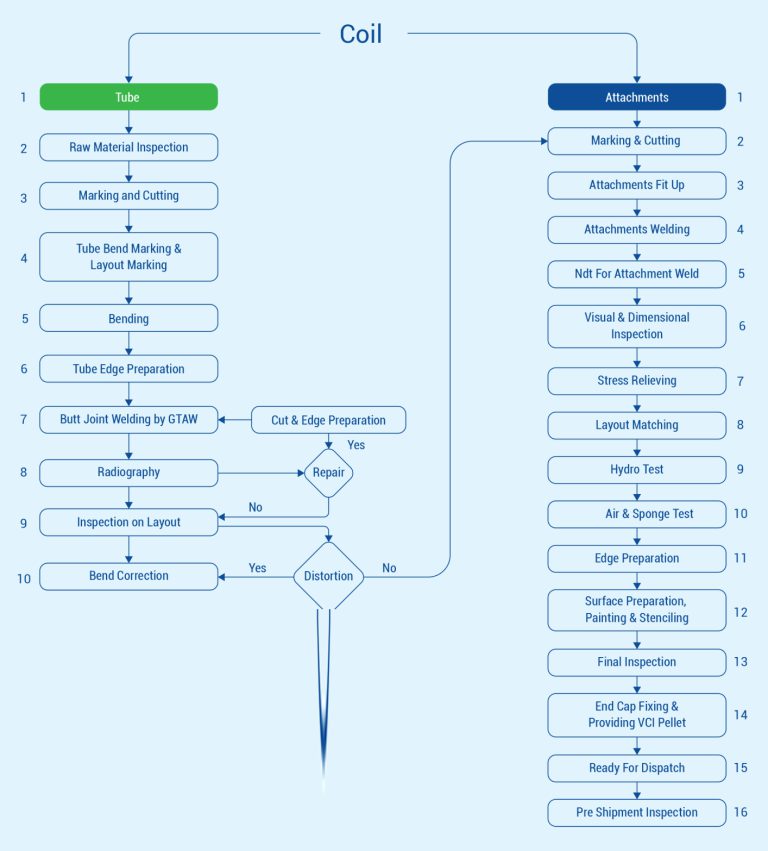 Coil
1
Tube
2
Raw Material Inspection
3
Marking and Cutting
4
Tube Bend Marking &
Layout Marking
5
Bending
6
Tube Edge Preparation
7
Butt Joint Welding by GTAW
Cut & Edge Preparation
Yes
8
Radiography
Repair
No
9
Inspection on Layout
10
Bend Correction
Yes
Distortion
No
Attachments
1
Marking & Cutting
2
Attachments Fit Up
3
Attachments Welding
4
Ndt For Attachment Weld
5
Visual & Dimensional
Inspection
6
Stress Relieving
7
Layout Matching
8
Hydro Test
9
Air & Sponge Test
10
Edge Preparation
11
Surface Preparation,
Painting & Stenciling
12
Final Inspection
13
End Cap Fixing &
Providing VCI Pellet
14
Ready For Dispatch
15
Pre Shipment Inspection
16